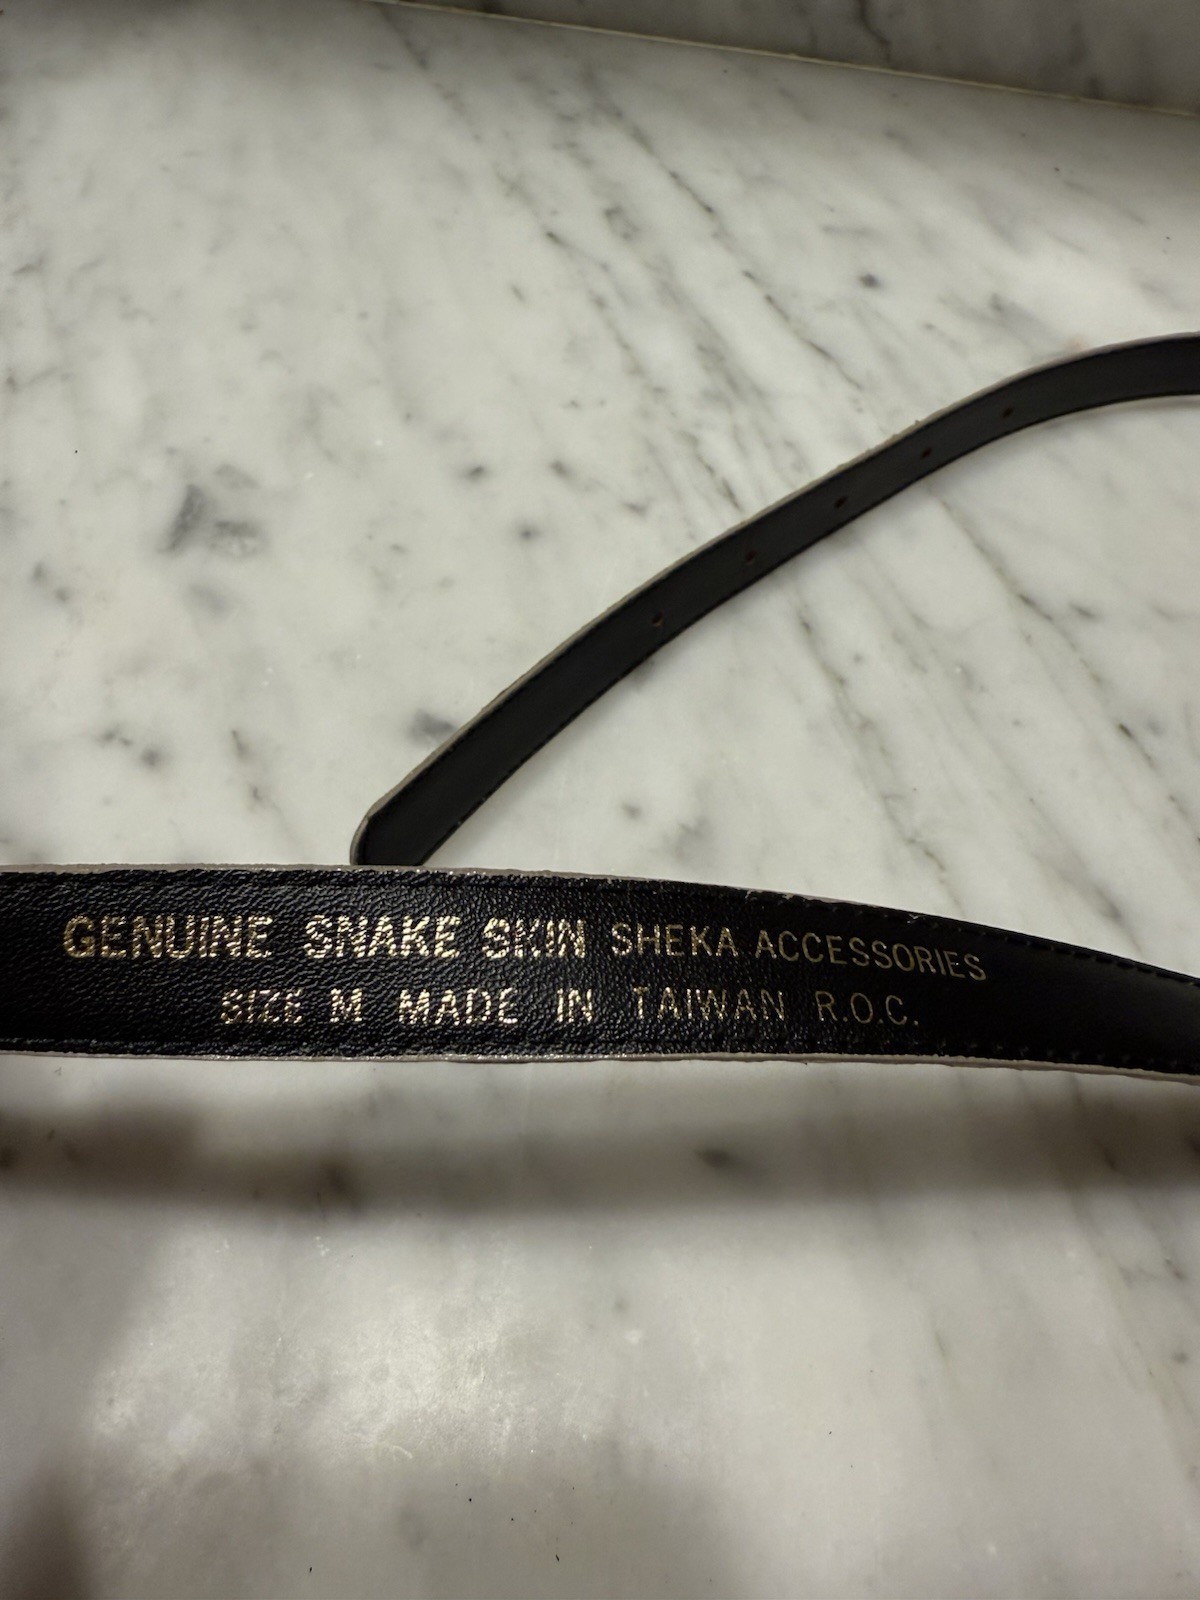 GENUINE SNAKE SKIN SHEKA ACCESSORIES
SIZE M MADE IN TAIWAN R.O.C.